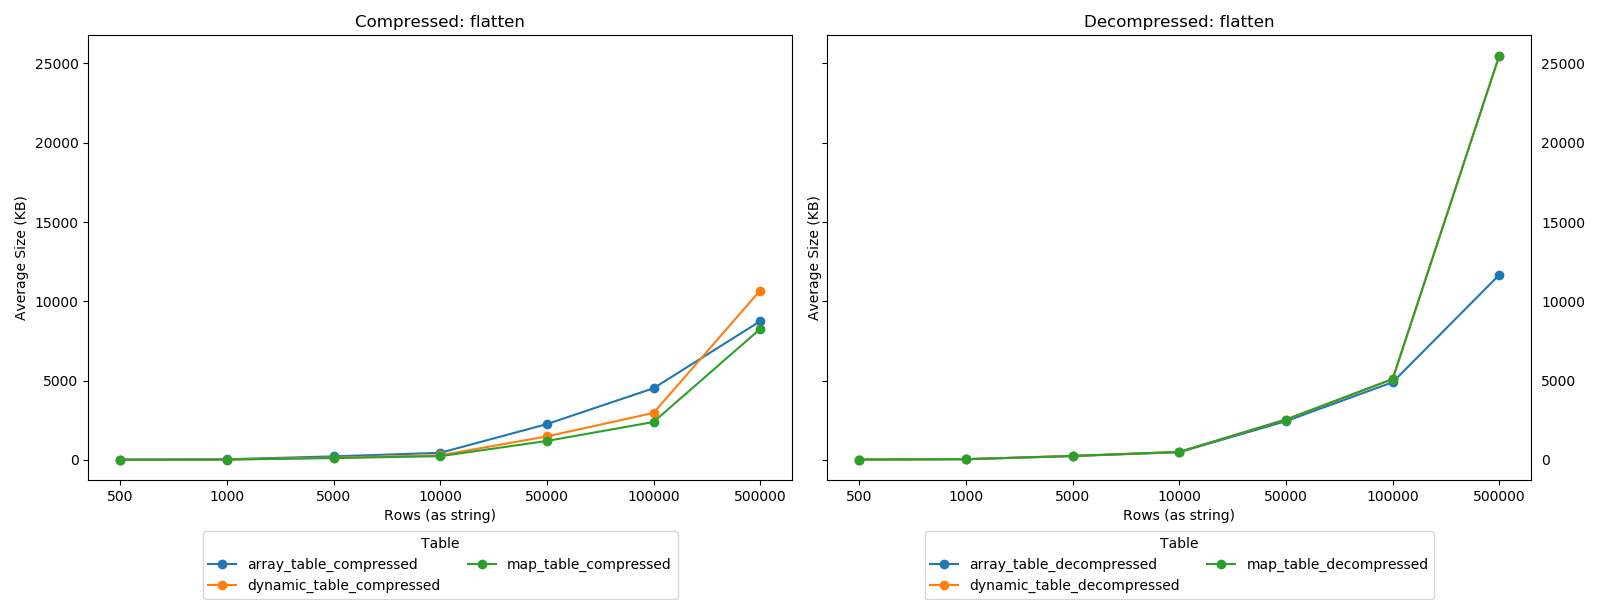 Compressed: flatten
Average Size (KB)
25000
20000
15000
10000
5000
0
500 1000 5000 10000 50000 100000 500000
Rows (as string)
Table
array_table_compressed map_table_compressed
dynamic_table_compressed
Decompressed: flatten
Average Size (KB)
25000
20000
15000
10000
5000
0
500 1000 5000 10000 50000 100000 500000
Rows (as string)
Table
array_table_decompressed map_table_decompressed
dynamic_table_decompressed